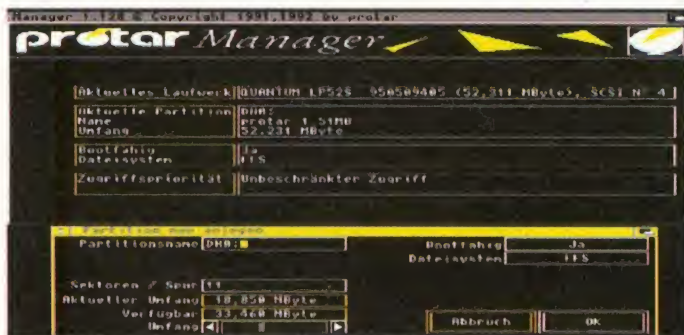 Manager 1.128 © Copyright 1991,1992 by protar
protar Manager
Aktuelles Laufwerk QUANTUM LP52S 950509405 (52,311 MByte), SCSI N° 4
Aktuelle Partition DH0:
Name protar 1 51MB
Umfang 52.231 MByte
Bootfähig Ja
Dateisystem FFS
Zugriffspriorität Unbeschränkter Zugriff
Partition neu anlegen
Partitionsname DH0: Bootfähig Ja
Dateisystem FFS
Sektoren / Spur 11
Aktueller Umfang 18,850 MByte
Verfügbar 33,460 MByte
Umfang Abbruch OK